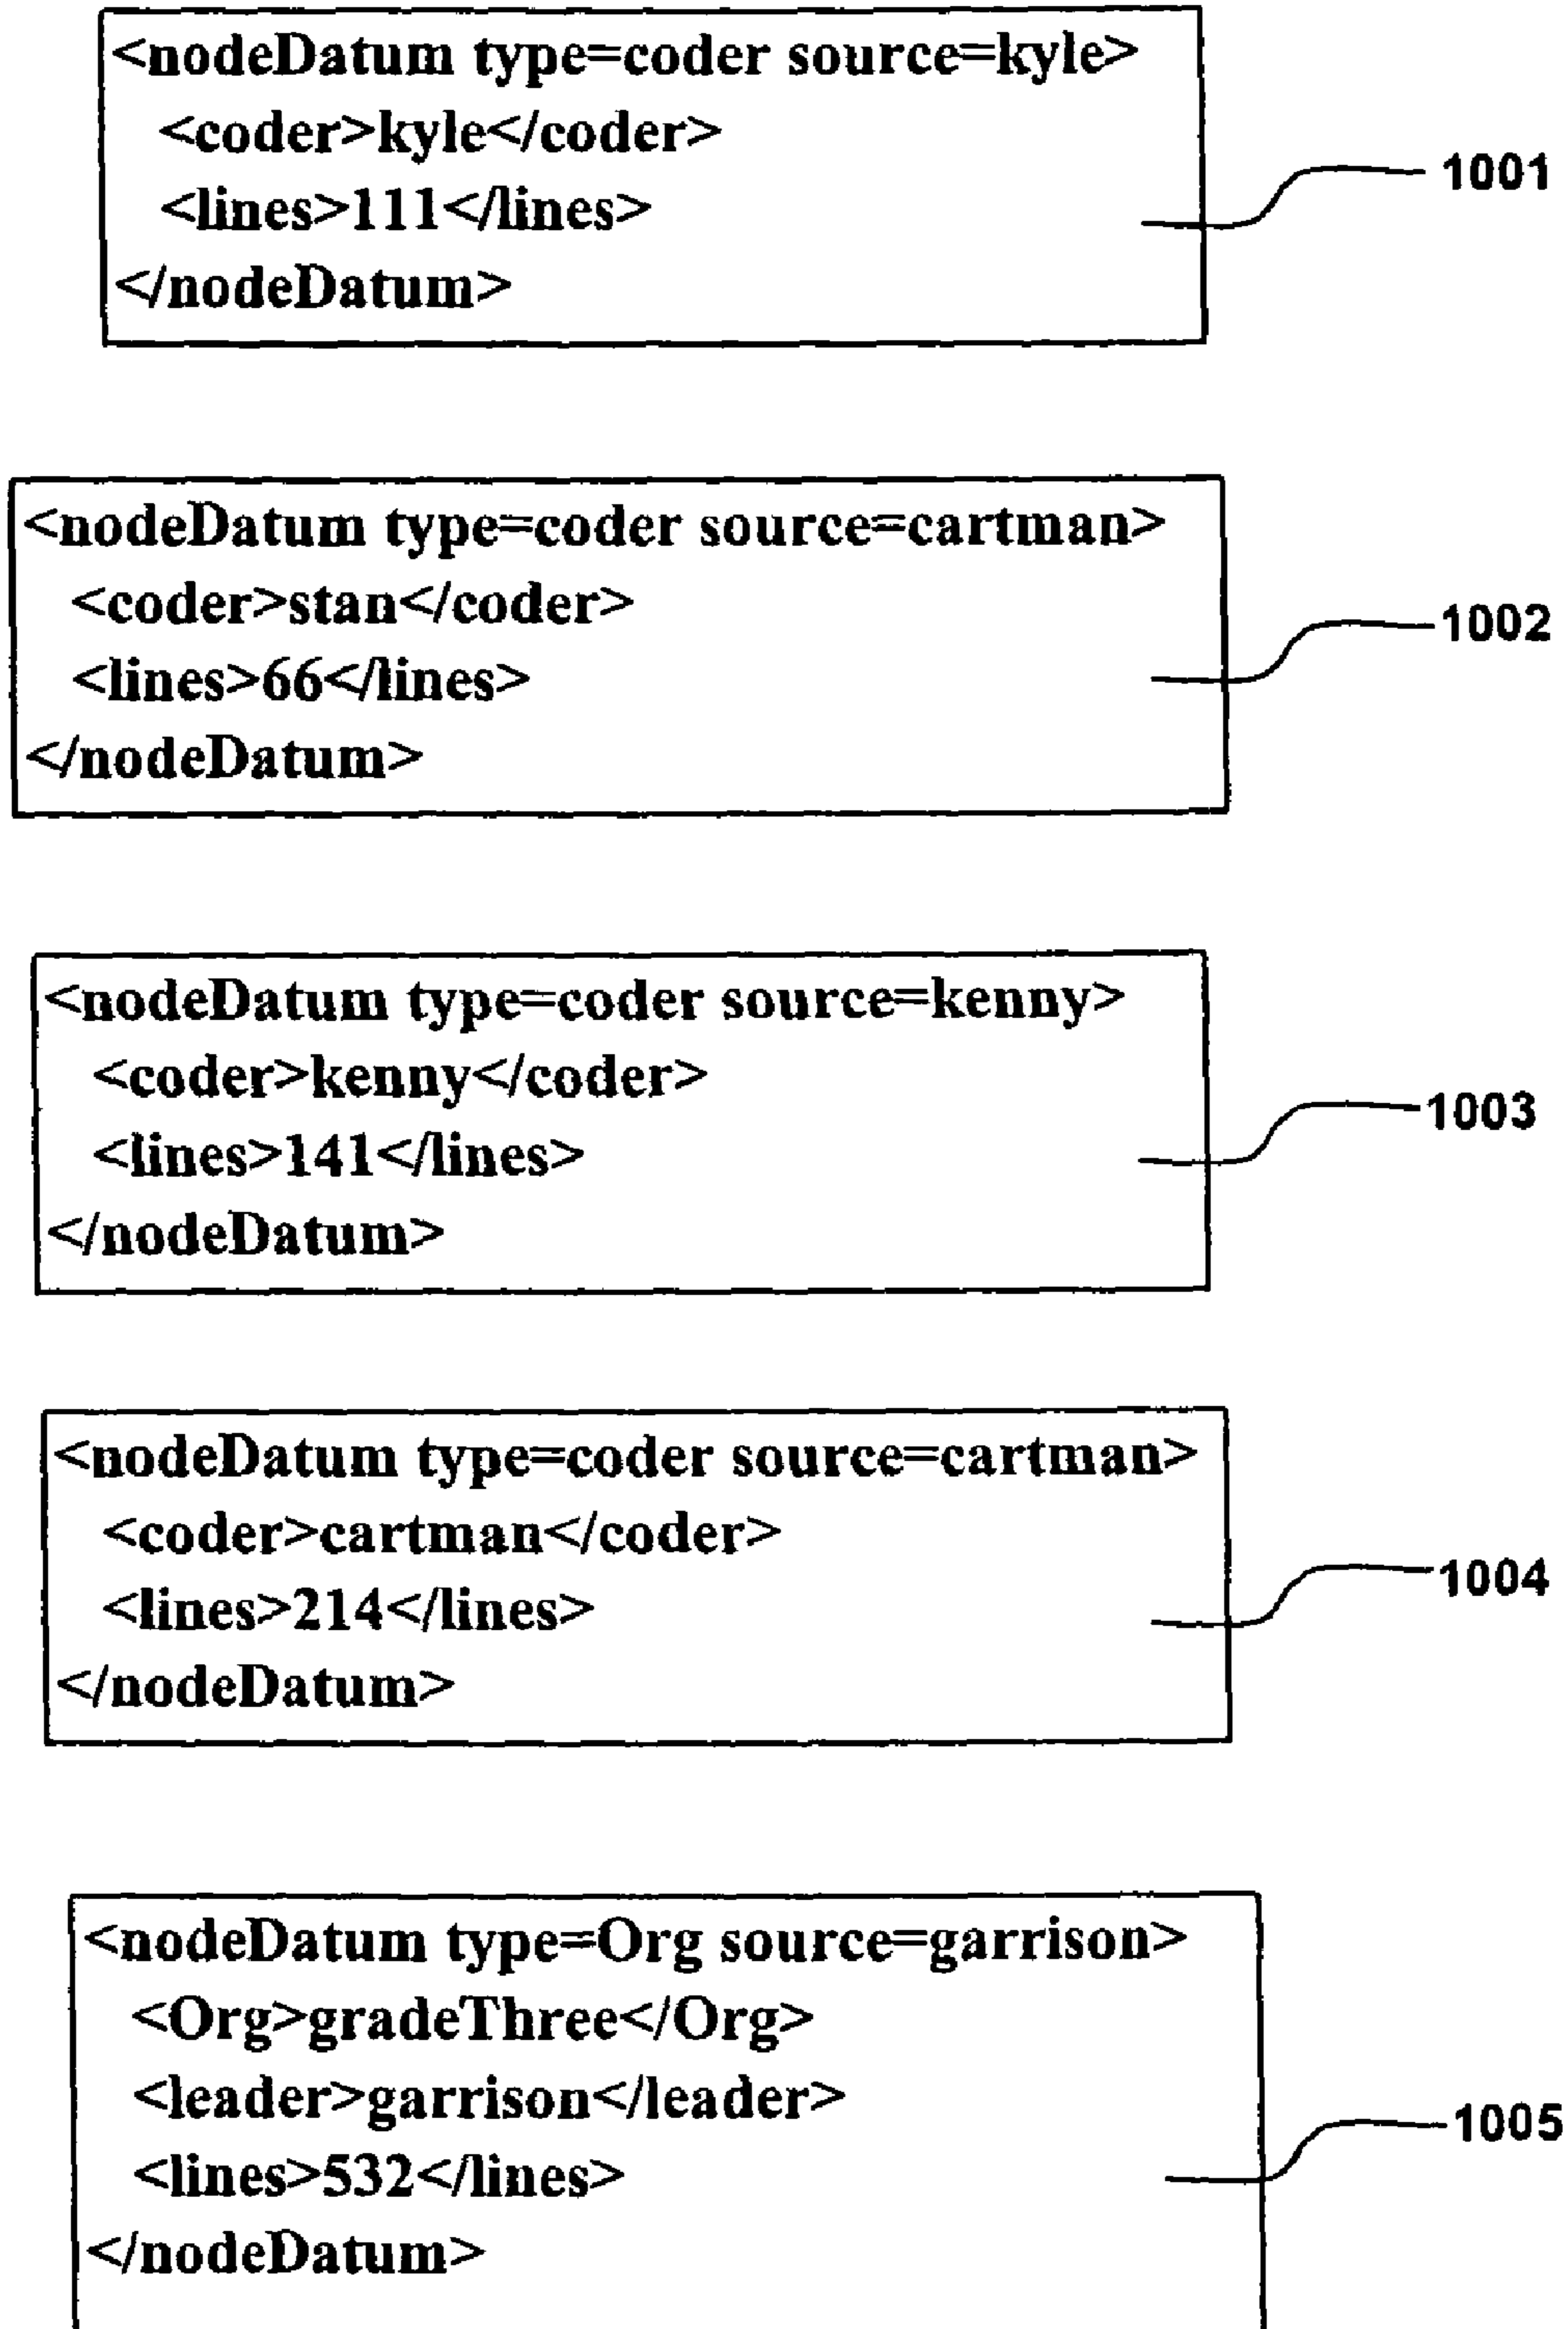 <nodeDatum type=coder source=kyle>
<coder>kyle</coder>
<lines>111</lines>
</nodeDatum>
1001
<nodeDatum type=coder source=cartman>
<coder>stan</coder>
<lines>66</lines>
</nodeDatum>
1002
<nodeDatum type=coder source=kenny>
<coder>kenny</coder>
<lines>141</lines>
</nodeDatum>
1003
<nodeDatum type=coder source=cartman>
<coder>cartman</coder>
<lines>214</lines>
</nodeDatum>
1004
<nodeDatum type=Org source=garrison>
<Org>gradeThree</Org>
<leader>garrison</leader>
<lines>532</lines>
</nodeDatum>
1005